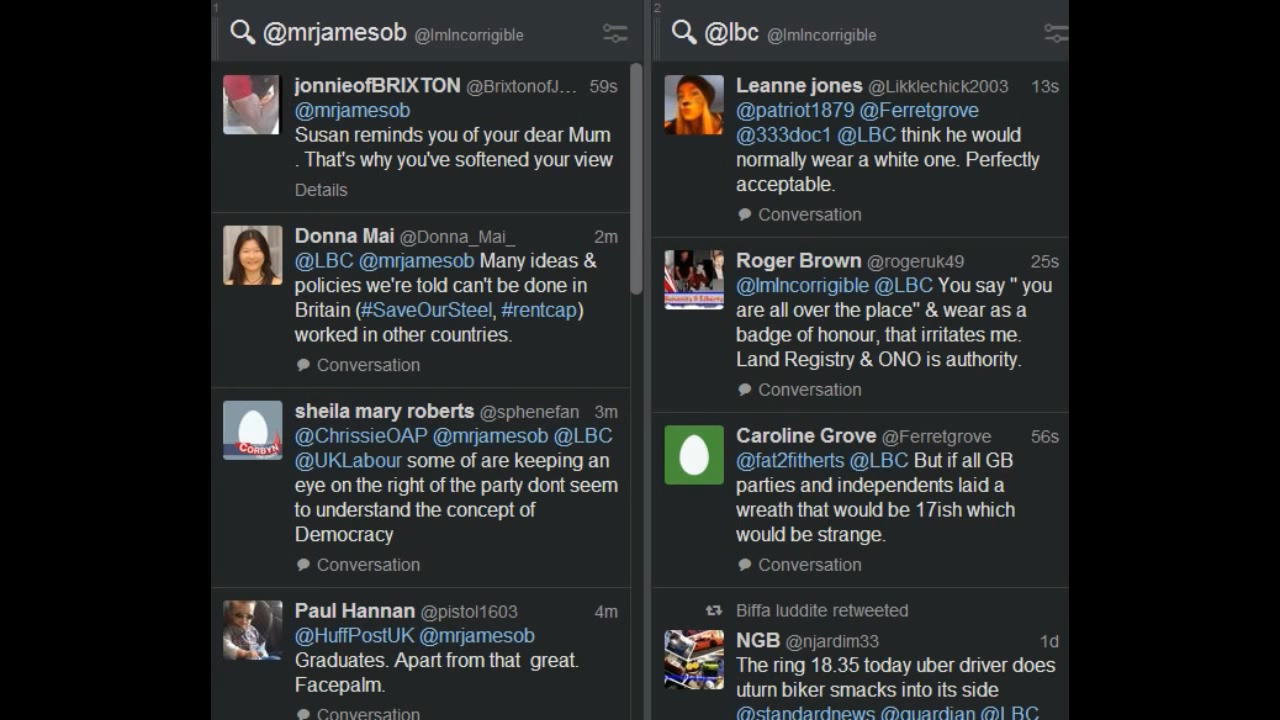 1
@mrjamesob @ImIncorrigible
jonnieofBRIXTON @BrixtonofJ... 59s
@mrjamesob
Susan reminds you of your dear Mum
. That's why you've softened your view
Details
Donna Mai @Donna_Mai_ 2m
@LBC @mrjamesob Many ideas &
policies we're told can't be done in
Britain (#SaveOurSteel, #rentcap)
worked in other countries.
Conversation
sheila mary roberts @sphenefan 3m
@ChrissieOAP @mrjamesob @LBC
@UKLabour some of are keeping an
eye on the right of the party dont seem
to understand the concept of
Democracy
Conversation
Paul Hannan @pistol1603 4m
@HuffPostUK @mrjamesob
Graduates. Apart from that great.
Facepalm.
Conversation
2
@lbc @ImIncorrigible
Leanne jones @Likklechick2003 13s
@patriot1879 @Ferretgrove
@333doc1 @LBC think he would
normally wear a white one. Perfectly
acceptable.
Conversation
Roger Brown @rogeruk49 25s
@ImIncorrigible @LBC You say " you
are all over the place" & wear as a
badge of honour, that irritates me.
Land Registry & ONO is authority.
Conversation
Caroline Grove @Ferretgrove 56s
@fat2fitherts @LBC But if all GB
parties and independents laid a
wreath that would be 17ish which
would be strange.
Conversation
Biffa luddite retweeted
NGB @njardim33 1d
The ring 18.35 today uber driver does
uturn biker smacks into its side
@standardnews @guardian @LBC